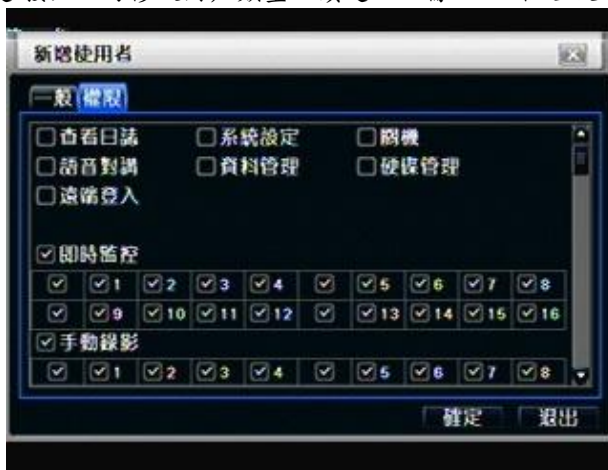 新增使用者
一般 權限
查看日誌 系統設定 關機
語音對講 資料管理 硬碟管理
遠端登入
即時監控
1 2 3 4 5 6 7 8
9 10 11 12 13 14 15 16
手動錄影
1 2 3 4 5 6 7 8
確定 退出